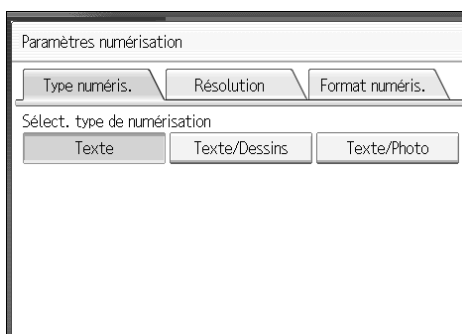 Paramètres numérisation
Type numéris. Résolution Format numéris.
Sélect. type de numérisation
Texte Texte/Dessins Texte/Photo